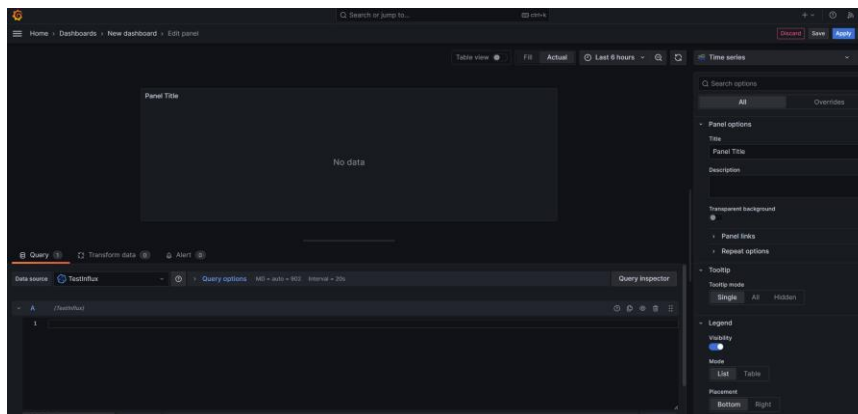 Search or jump to... ctrl+k
Home › Dashboards › New dashboard › Edit panel
Discard Save Apply
Table view Fill Actual Last 6 hours
Time series
Search options
All Overrides
Panel options
Title
Panel Title
Description
Transparent background
Panel links
Repeat options
Tooltip
Tooltip mode
Single All Hidden
Legend
Visibility
Mode
List Table
Placement
Bottom Right
Panel Title
No data
Query 1 Transform data 0 Alert 0
Data source TestInflux Query options MD = auto = 903 Interval = 20s Query inspector
A (TestInflux)
1